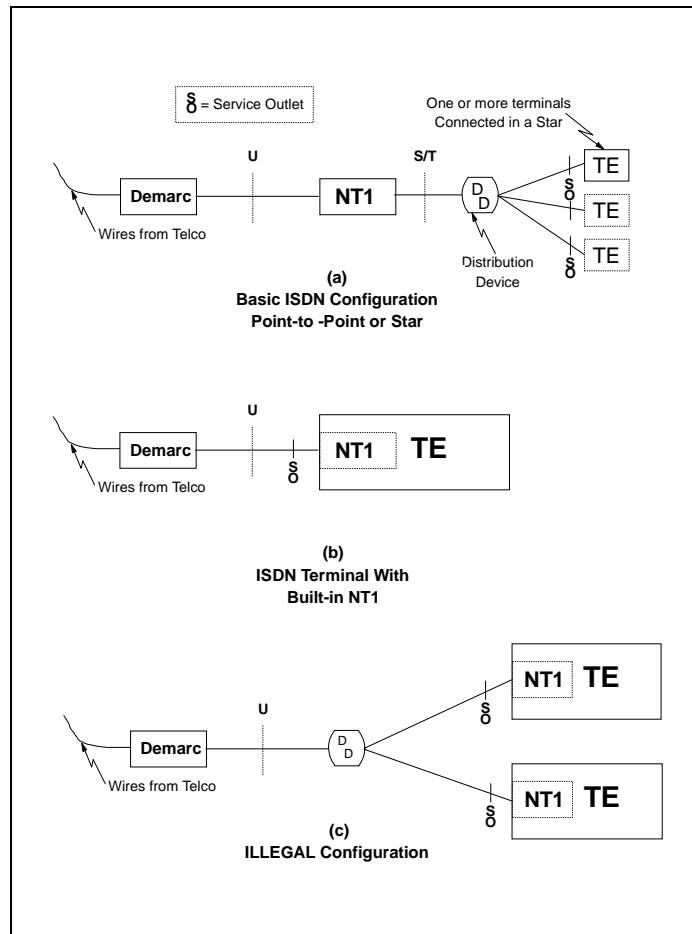 S
O = Service Outlet
One or more terminals
Connected in a Star
U
S/T
Demarc
NT1
D
D
TE
S
O
TE
S
O
TE
Wires from Telco
Distribution
Device
(a)
Basic ISDN Configuration
Point-to -Point or Star
U
Demarc
S
O
NT1
TE
Wires from Telco
(b)
ISDN Terminal With
Built-in NT1
NT1
TE
S
O
U
Demarc
D
D
Wires from Telco
NT1
TE
S
O
(c)
ILLEGAL Configuration